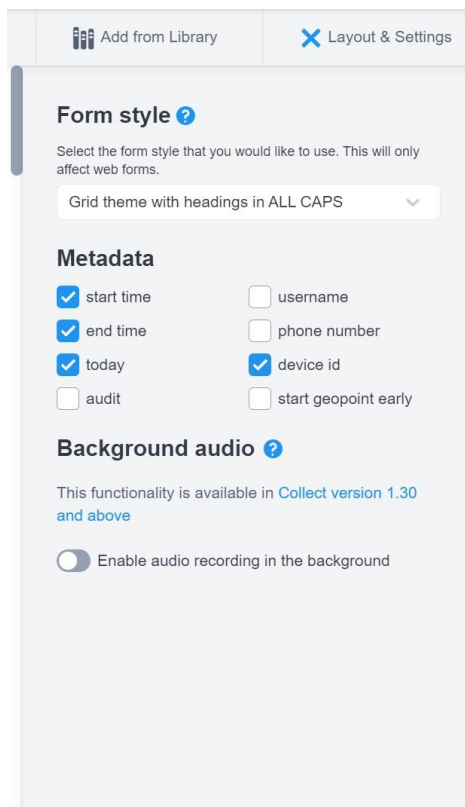 Add from Library
Layout & Settings
Form style
Select the form style that you would like to use. This will only
affect web forms.
Grid theme with headings in ALL CAPS
Metadata
start time
username
end time
phone number
today
device id
audit
start geopoint early
Background audio
This functionality is available in Collect version 1.30
and above
Enable audio recording in the background